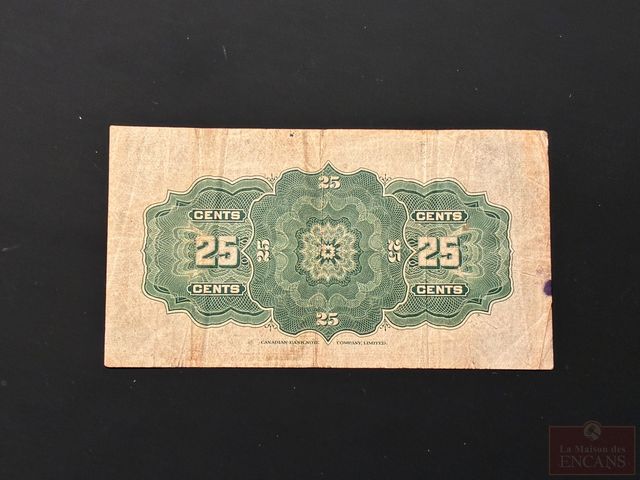 25
CENTS CENTS
25 25 25 25
CENTS CENTS
25
CANADIAN BANK NOTE COMPANY, LIMITED.
La Maison des
ENCANS